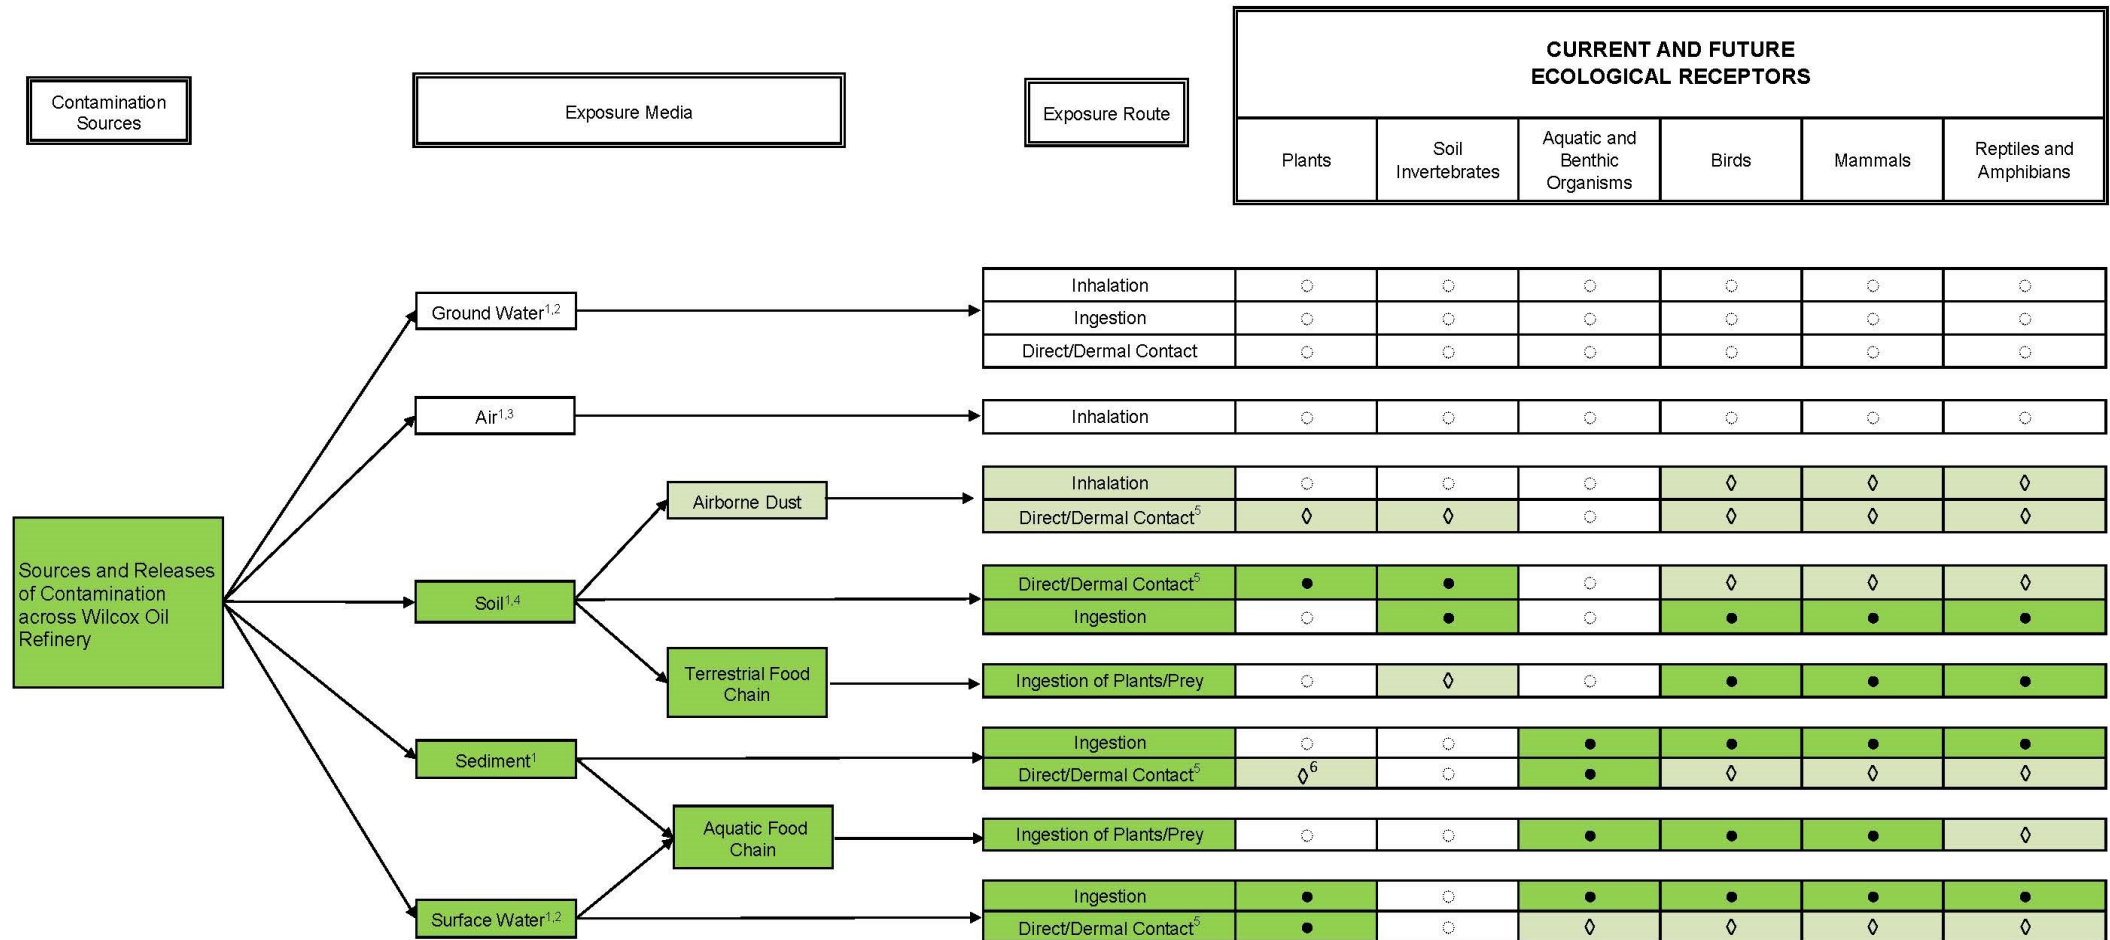 CURRENT AND FUTURE
ECOLOGICAL RECEPTORS
Contamination
Sources
Exposure Media
Exposure Route
Plants
Soil
Invertebrates
Aquatic and
Benthic
Organisms
Birds
Mammals
Reptiles and
Amphibians
Ground Water1,2
Inhalation
Ingestion
Direct/Dermal Contact
Air1,3
Inhalation
Airborne Dust
Inhalation
Direct/Dermal Contact5
Sources and Releases
of Contamination
across Wilcox Oil
Refinery
Soil1,4
Direct/Dermal Contact5
Ingestion
Terrestrial Food
Chain
Ingestion of Plants/Prey
Sediment1
Ingestion
Direct/Dermal Contact5
◊6
Aquatic Food
Chain
Ingestion of Plants/Prey
Surface Water1,2
Ingestion
Direct/Dermal Contact5